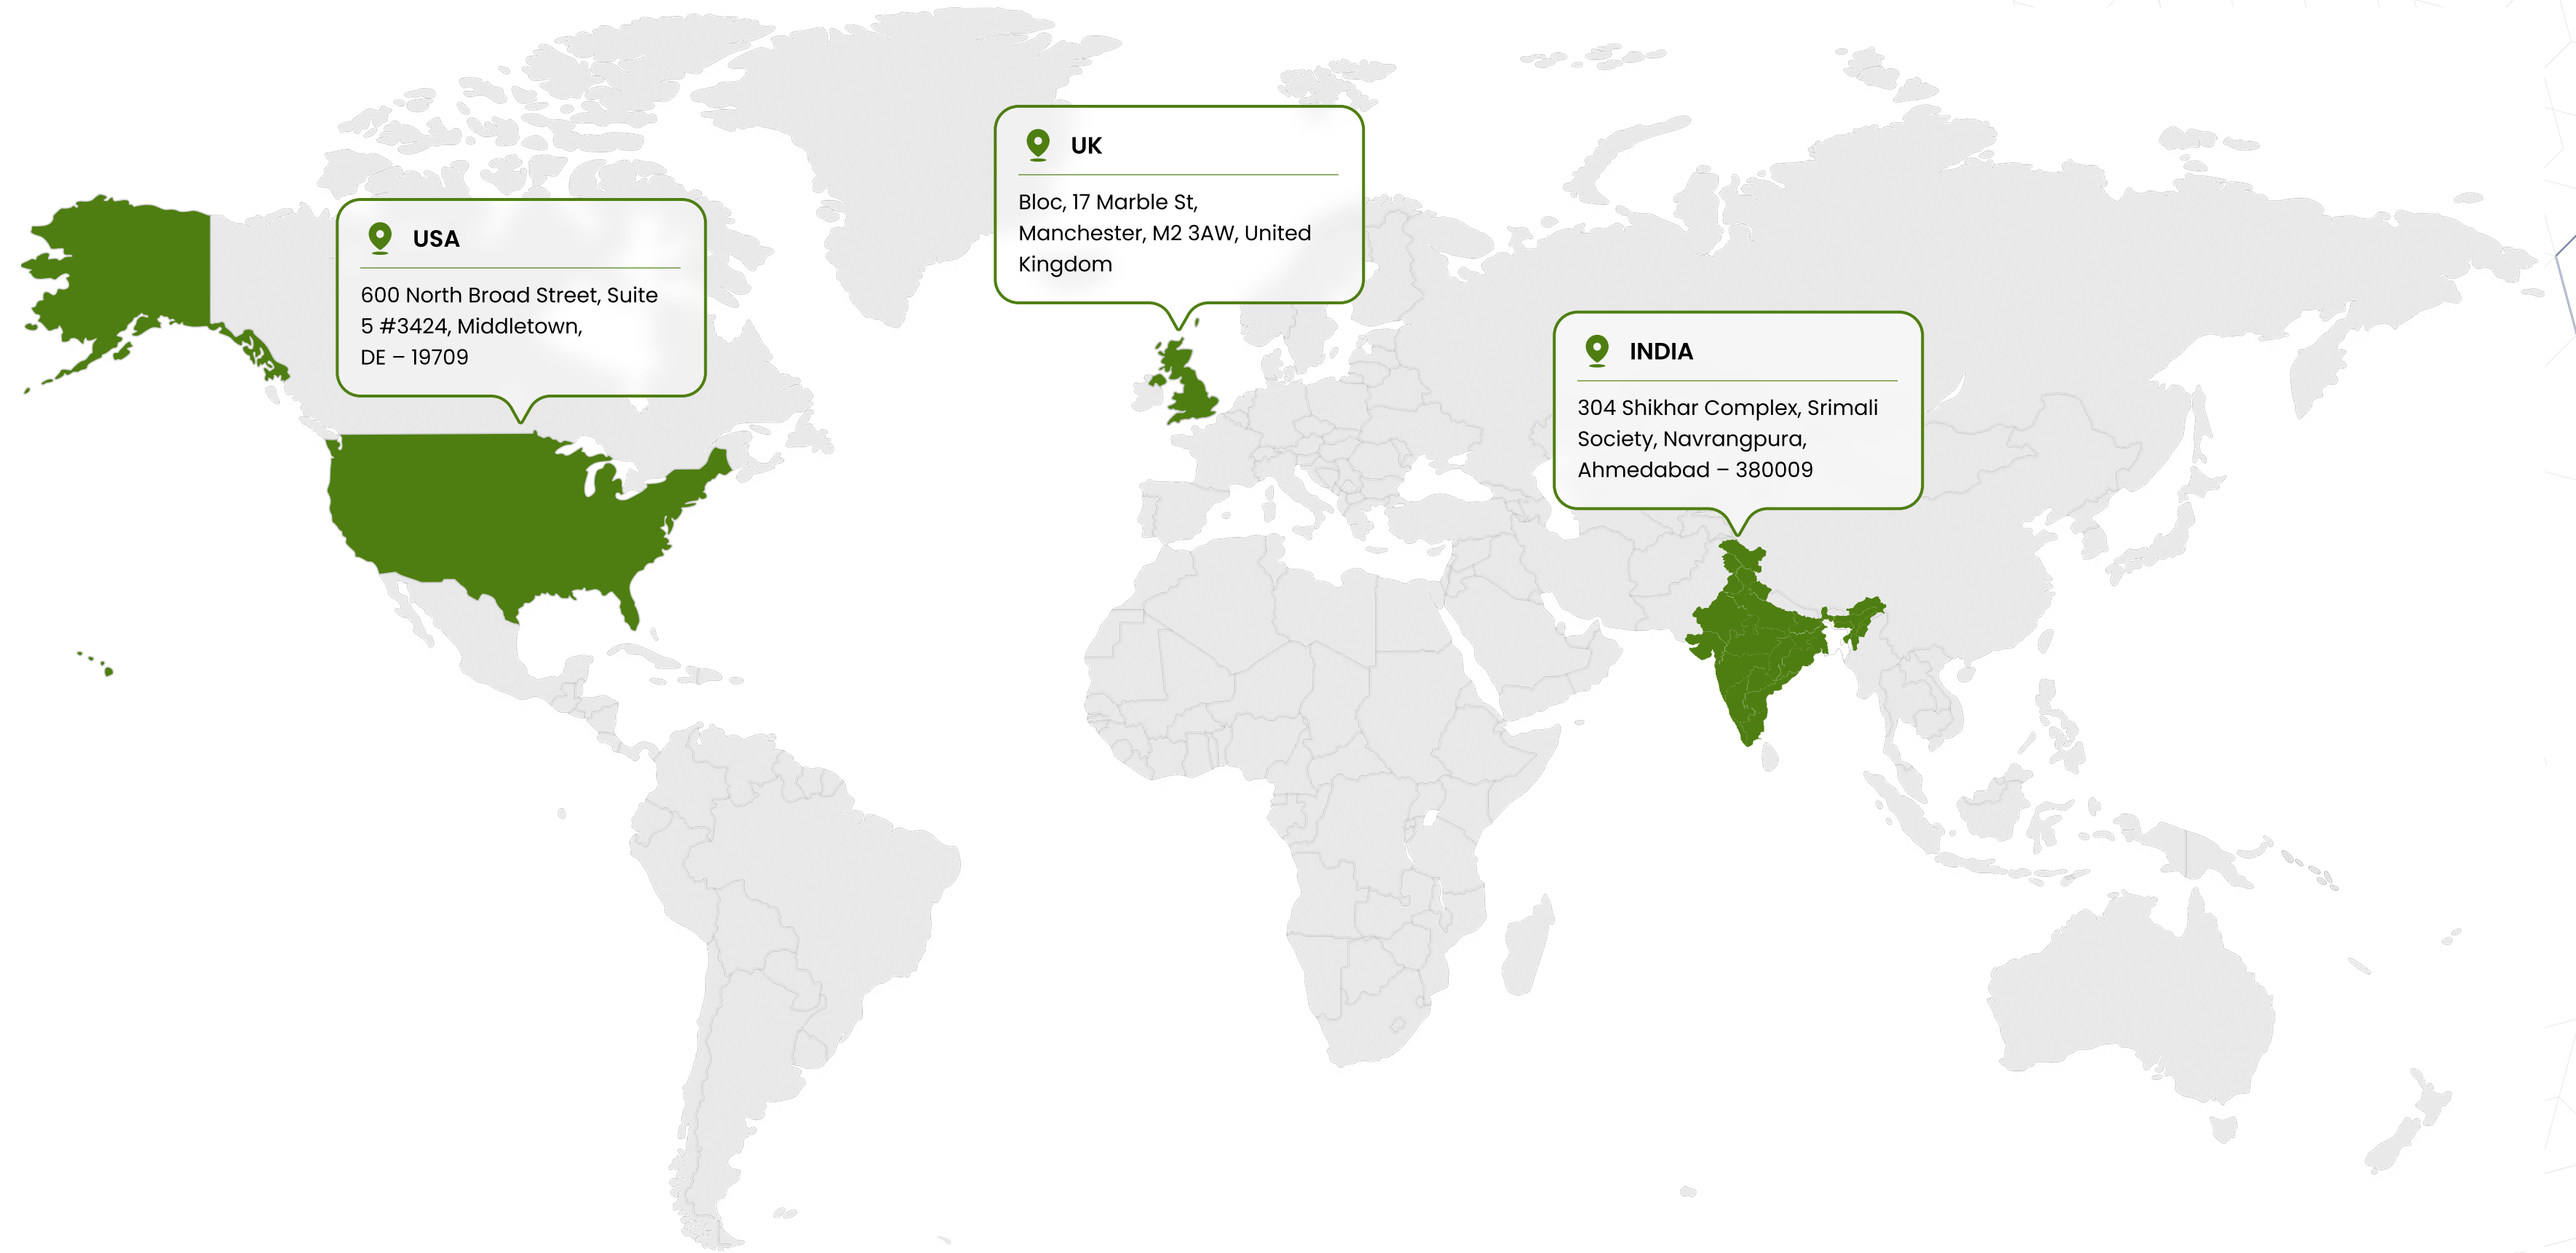 USA
600 North Broad Street, Suite
5 #3424, Middletown,
DE – 19709
UK
Bloc, 17 Marble St,
Manchester, M2 3AW, United
Kingdom
INDIA
304 Shikhar Complex, Srimali
Society, Navrangpura,
Ahmedabad – 380009